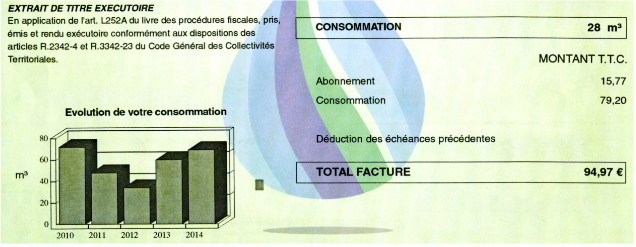 EXTRAIT DE TITRE EXECUTOIRE
En application de l'art. L252A du livre des procédures fiscales, pris,
émis et rendu exécutoire conformément aux dispositions des
articles R.2342-4 et R.3342-23 du Code Général des Collectivités
Territoriales.
CONSOMMATION 28 m³
MONTANT T.T.C.
Abonnement 15,77
Consommation 79,20
Déduction des échéances précédentes
TOTAL FACTURE 94,97 €
Evolution de votre consommation
80
60
m³
40
20
0
2010 2011 2012 2013 2014